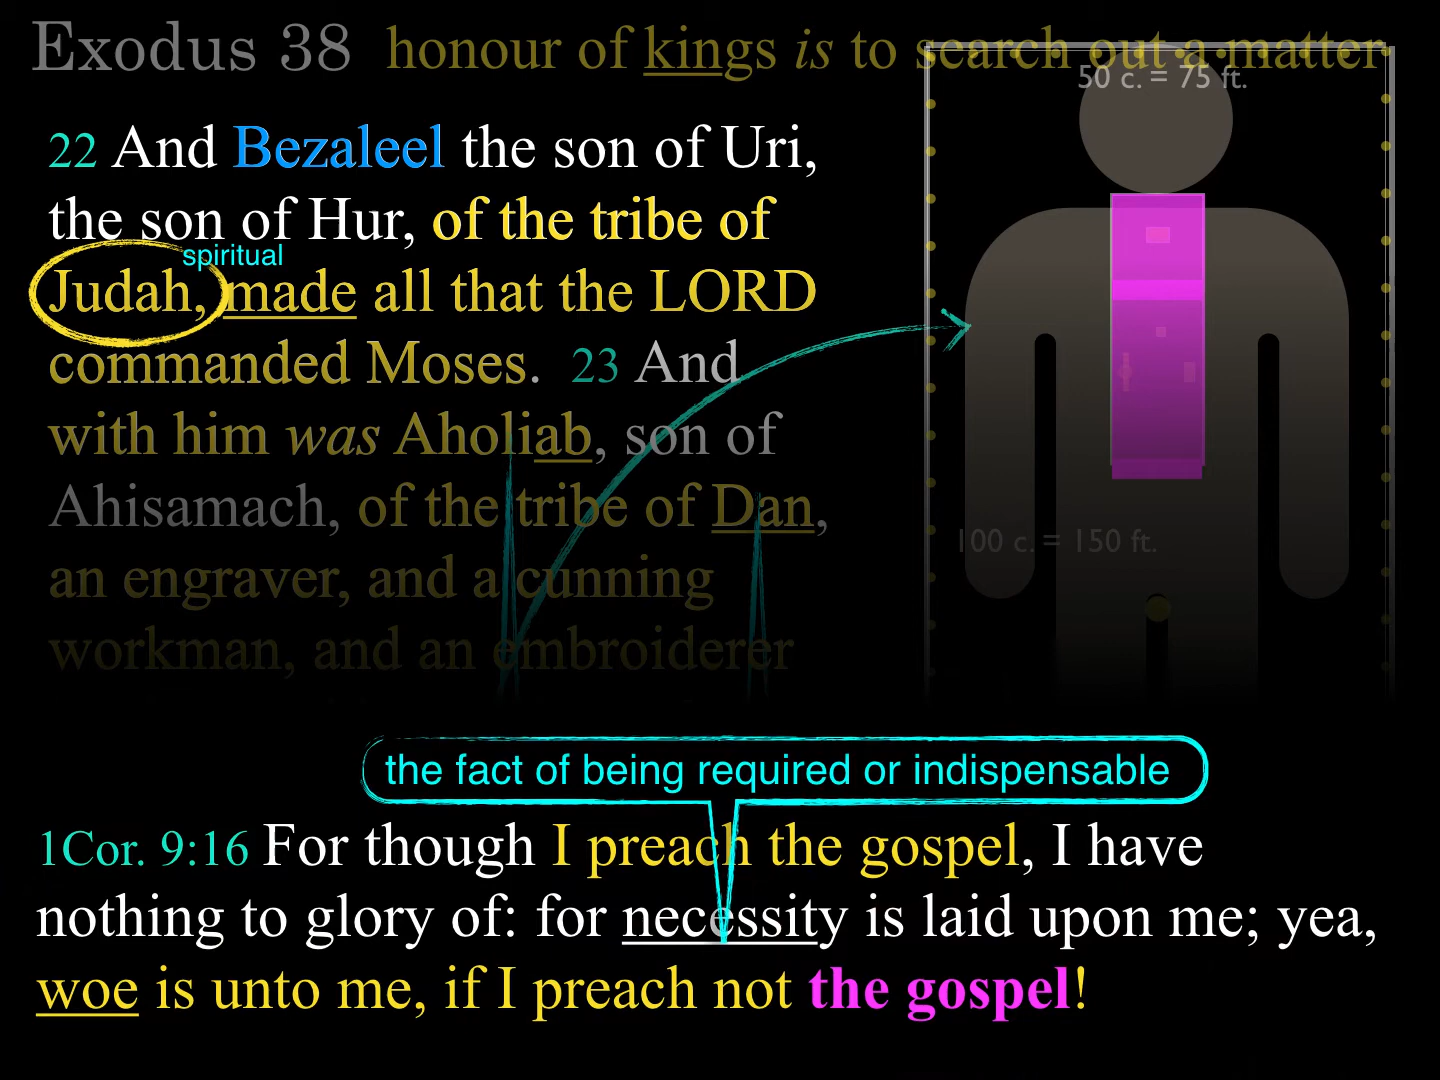 Exodus 38 honour of kings is to search out a matter.
50 c. = 75 ft.
22 And Bezaleel the son of Uri,
the son of Hur, of the tribe of
spiritual
Judah, made all that the LORD
commanded Moses. 23 And
with him was Aholiab, son of
Ahisamach, of the tribe of Dan,
an engraver, and a cunning
workman, and an embroiderer
100 c. = 150 ft.
the fact of being required or indispensable
1Cor. 9:16 For though I preach the gospel, I have
nothing to glory of: for necessity is laid upon me; yea,
woe is unto me, if I preach not the gospel!